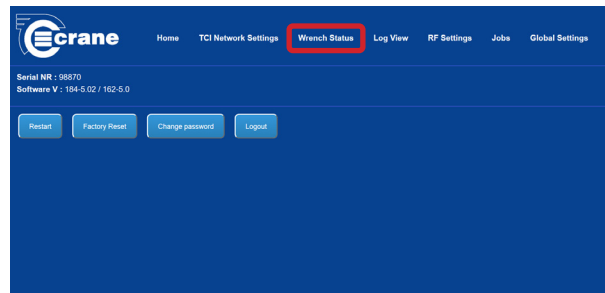 crane
Home TCI Network Settings Wrench Status Log View RF Settings Jobs Global Settings
Serial NR : 98870
Software V : 184-5.02 / 162-5.0
Restart Factory Reset Change password Logout